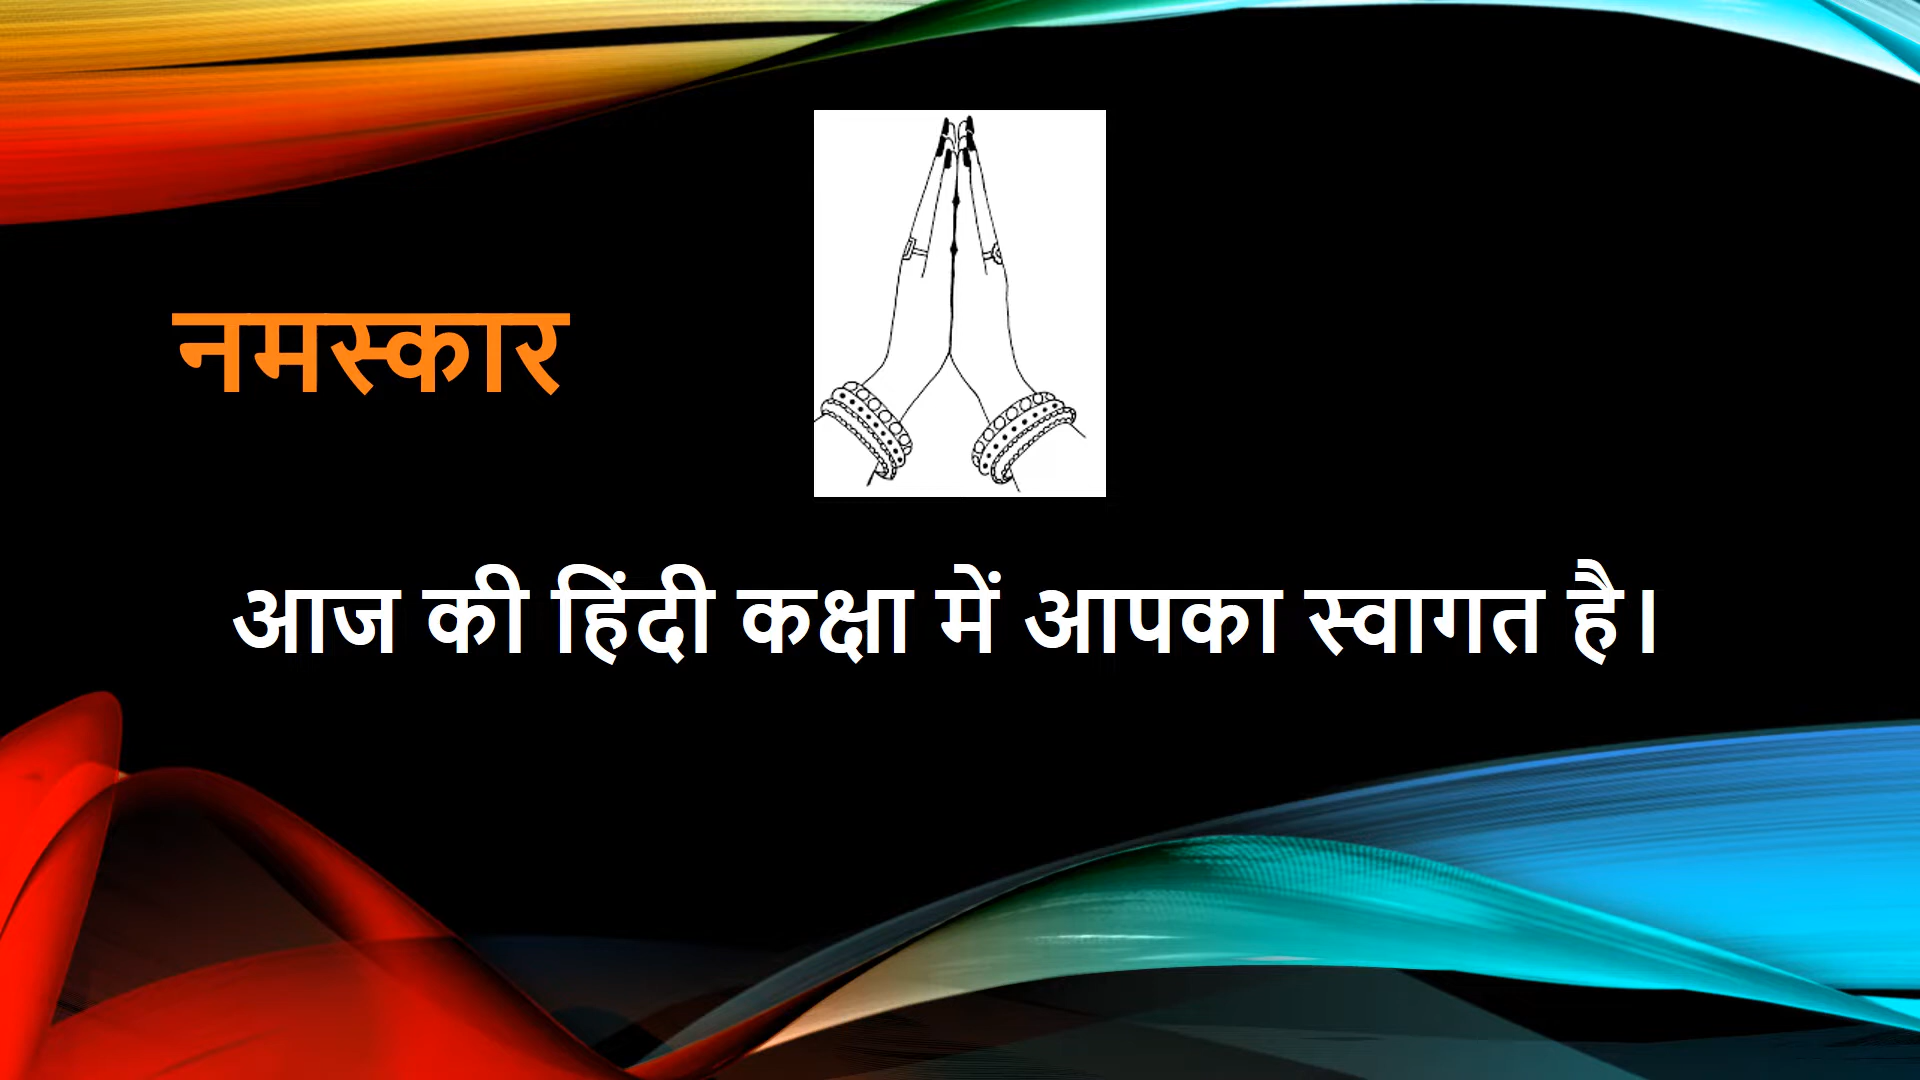 नमस्कार
आज की हिंदी कक्षा में आपका स्वागत है।